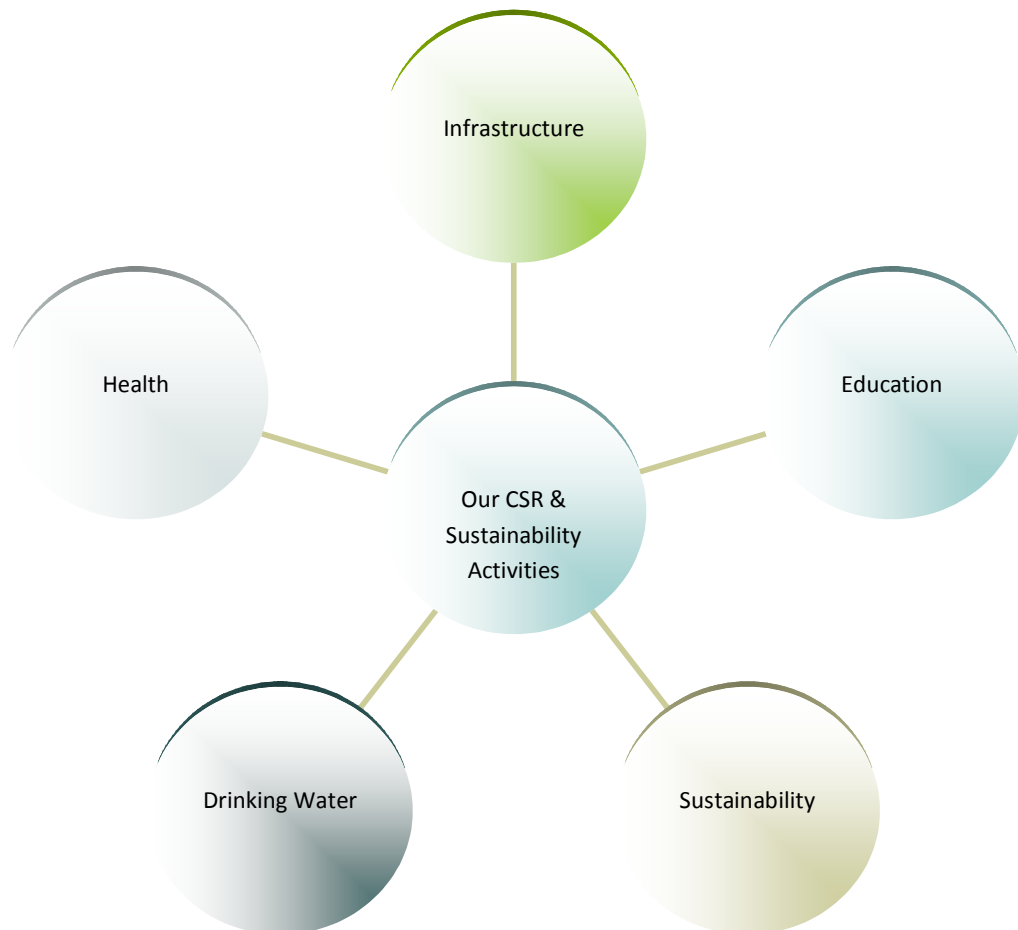 Infrastructure
Health
Education
Our CSR &
Sustainability
Activities
Drinking Water
Sustainability